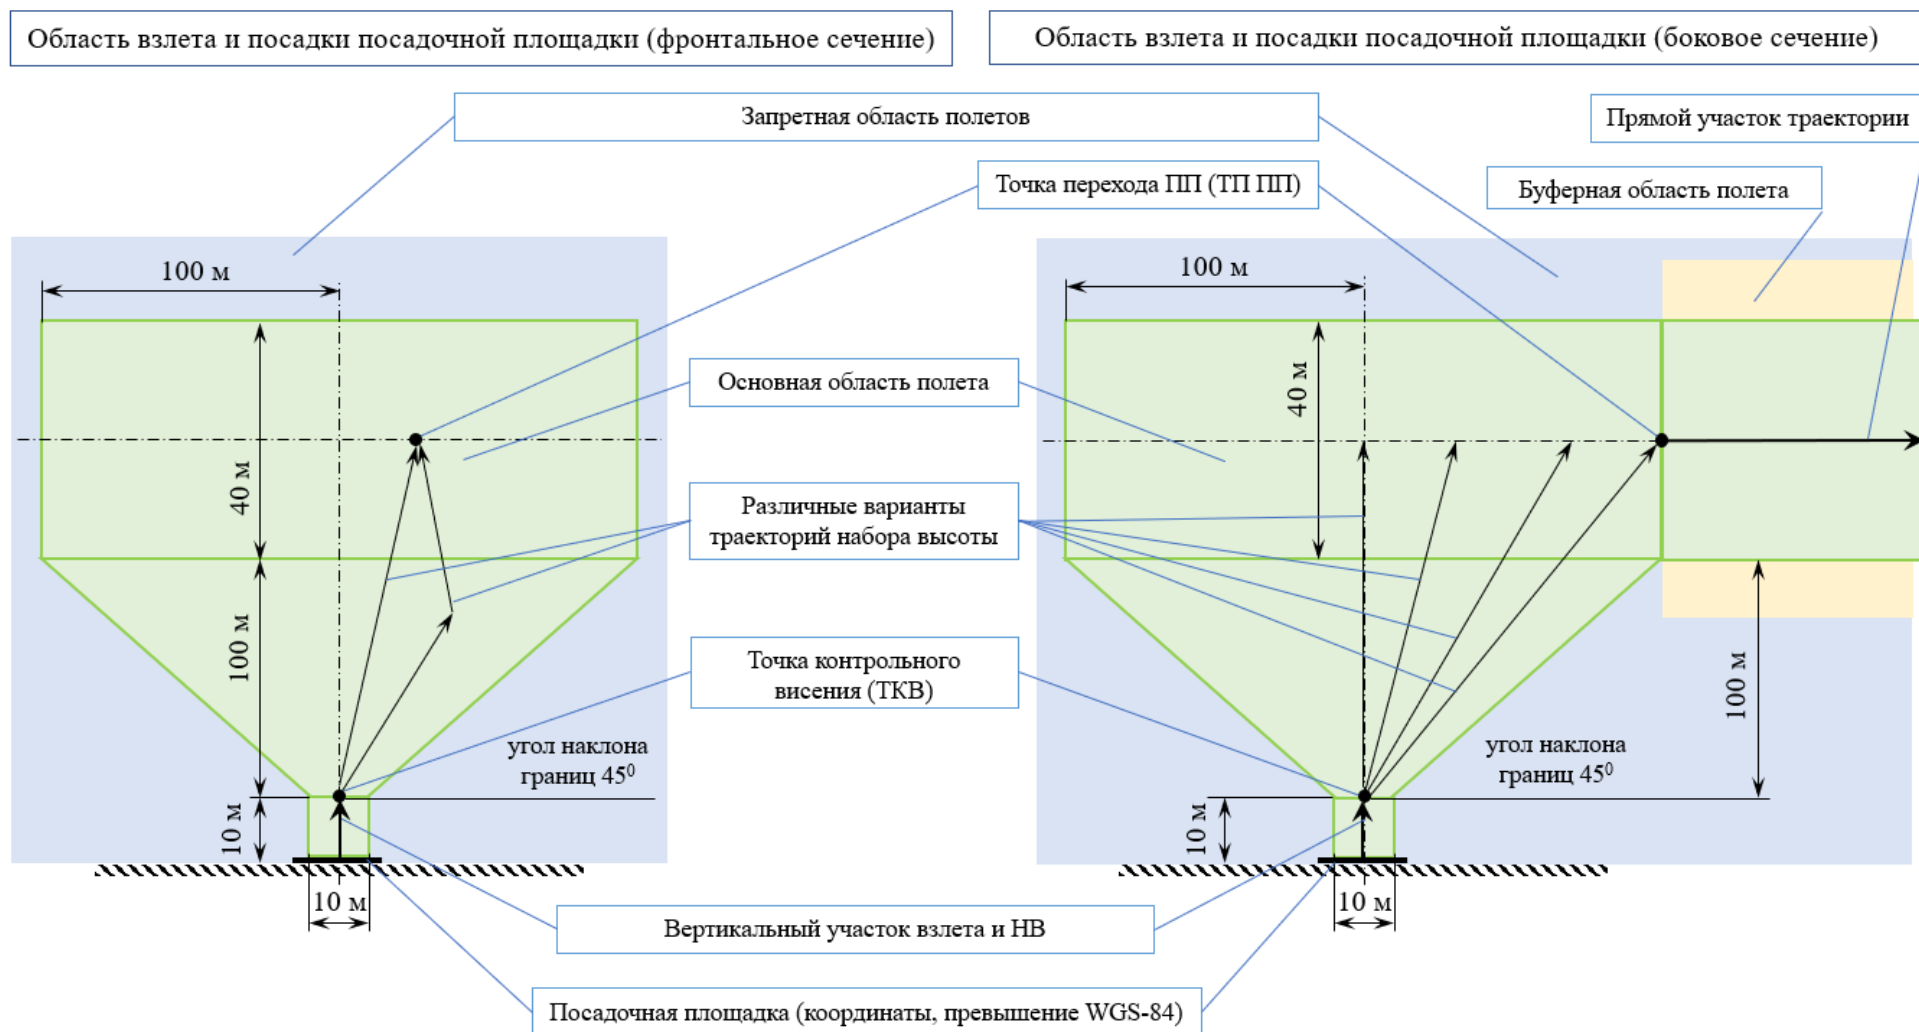 Область взлета и посадки посадочной площадки (фронтальное сечение)
Область взлета и посадки посадочной площадки (боковое сечение)
Запретная область полетов
Прямой участок траектории
Точка перехода ПП (ТП ПП)
Буферная область полета
100 м
100 м
Основная область полета
40 м
40 м
Различные варианты
траекторий набора высоты
100 м
100 м
Точка контрольного
висения (ТКВ)
угол наклона
границ 45⁰
угол наклона
границ 45⁰
10 м
10 м
10 м
10 м
Вертикальный участок взлета и НВ
Посадочная площадка (координаты, превышение WGS-84)